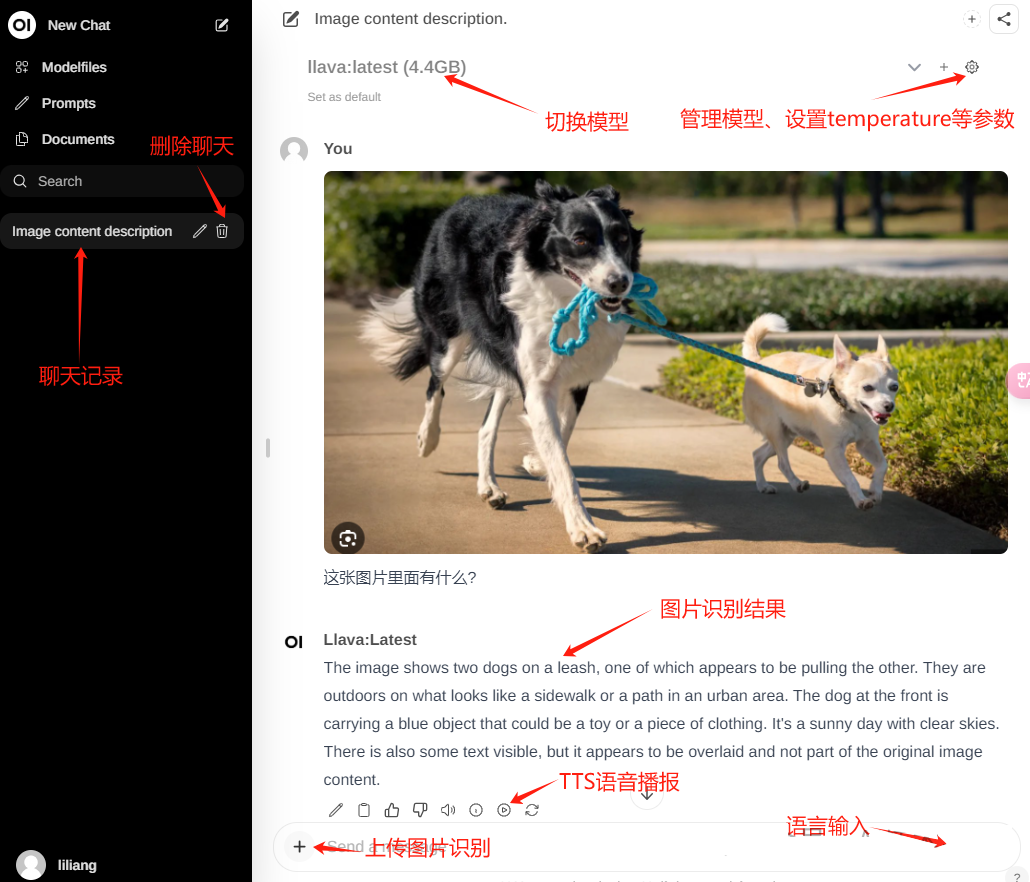 OI New Chat
Image content description.
Modelfiles
llava:latest (4.4GB)
Prompts
Set as default
切换模型
管理模型、设置temperature等参数
Documents
删除聊天
You
Search
Image content description
聊天记录
这张图片里面有什么?
图片识别结果
OI Llava:Latest
The image shows two dogs on a leash, one of which appears to be pulling the other. They are
outdoors on what looks like a sidewalk or a path in an urban area. The dog at the front is
carrying a blue object that could be a toy or a piece of clothing. It's a sunny day with clear skies.
There is also some text visible, but it appears to be overlaid and not part of the original image
content.
TTS语音播报
语言输入
Send a message
上传图片识别
liliang
?